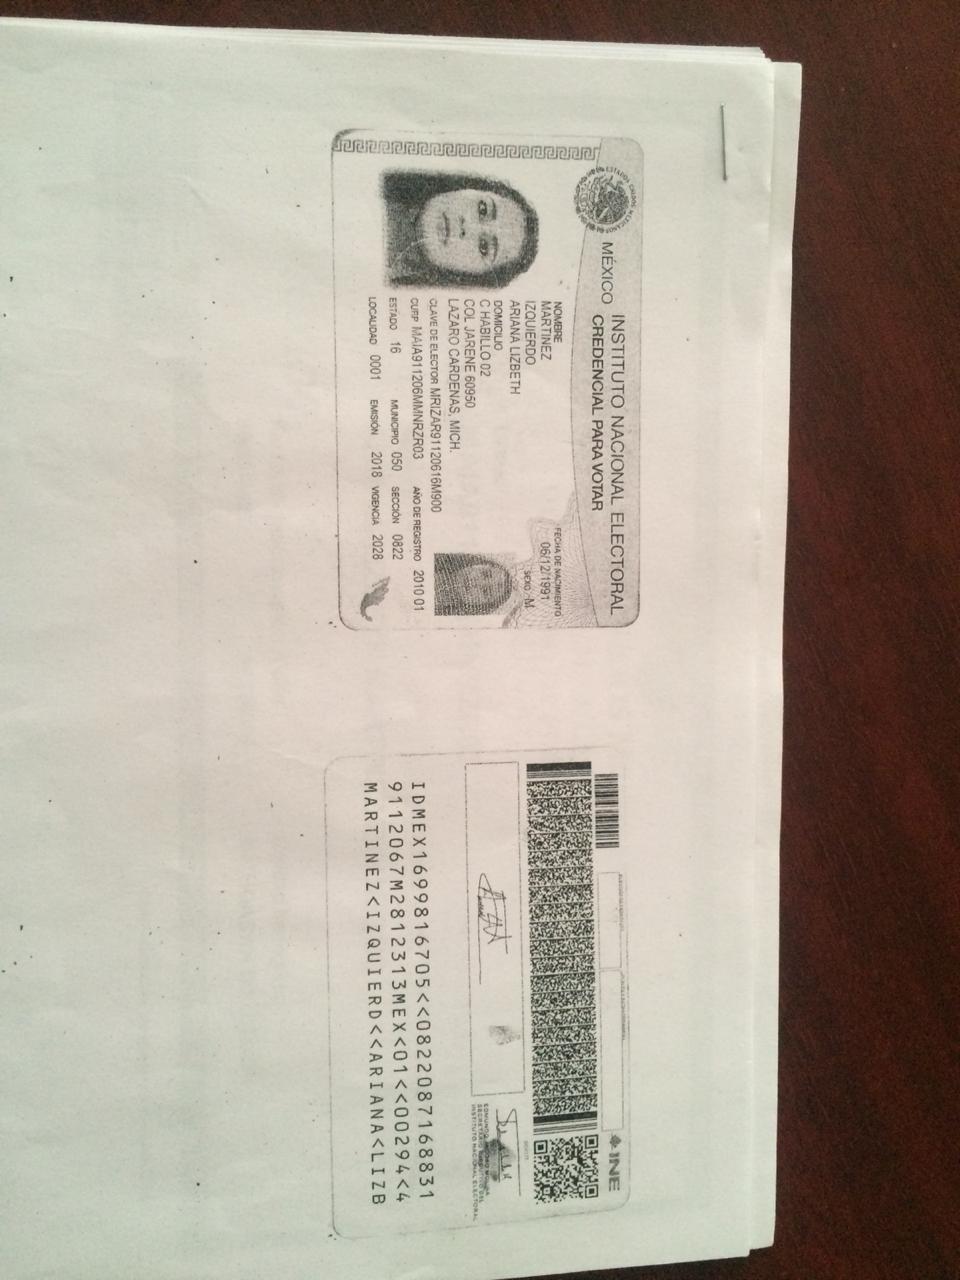 ESTADOS UNIDOS MEXICANOS
MÉXICO
INSTITUTO NACIONAL ELECTORAL
CREDENCIAL PARA VOTAR
NOMBRE
MARTINEZ
IZQUIERDO
ARIANA LIZBETH
FECHA DE NACIMIENTO
06/12/1991
SEXO M
DOMICILIO
C HABILLO 02
COL JARENE 60950
LAZARO CARDENAS, MICH.
CLAVE DE ELECTOR MRIZAR91120616M900
CURP MAIA911206MMNRZR03 AÑO DE REGISTRO 2010 01
ESTADO 16 MUNICIPIO 050 SECCIÓN 0822
LOCALIDAD 0001 EMISIÓN 2018 VIGENCIA 2028
INE
EDMUNDO JACOBO MOLINA
SECRETARIO EJECUTIVO DEL
INSTITUTO NACIONAL ELECTORAL
IDMEX1699816705<<0822087168831
9112067M2812313MEX<01<<00294<4
MARTINEZ<IZQUIERD<<ARIANA<LIZB